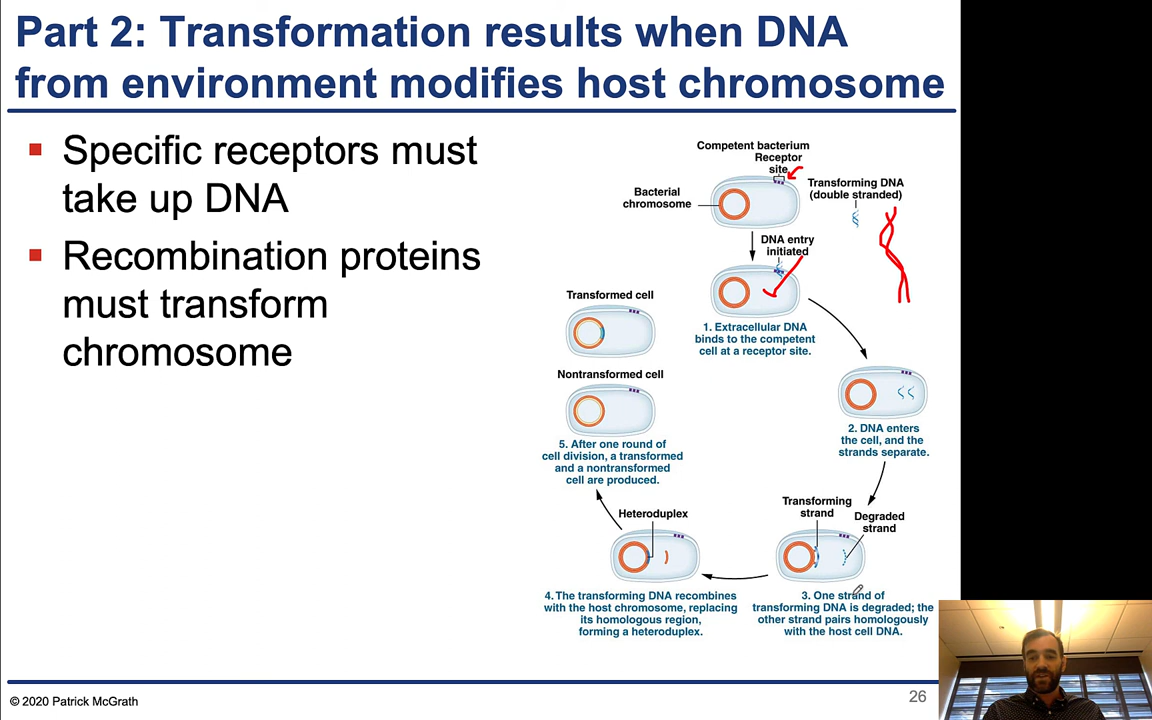 Part 2: Transformation results when DNA
from environment modifies host chromosome
Specific receptors must
take up DNA
Recombination proteins
must transform
chromosome
Competent bacterium
Receptor
site
Bacterial
chromosome
Transforming DNA
(double stranded)
DNA entry
initiated
1. Extracellular DNA
binds to the competent
cell at a receptor site.
2. DNA enters
the cell, and the
strands separate.
Transforming
strand
Degraded
strand
3. One strand of
transforming DNA is degraded; the
other strand pairs homologously
with the host cell DNA.
Heteroduplex
4. The transforming DNA recombines
with the host chromosome, replacing
its homologous region,
forming a heteroduplex.
Transformed cell
Nontransformed cell
5. After one round of
cell division, a transformed
and a nontransformed
cell are produced.
© 2020 Patrick McGrath
26